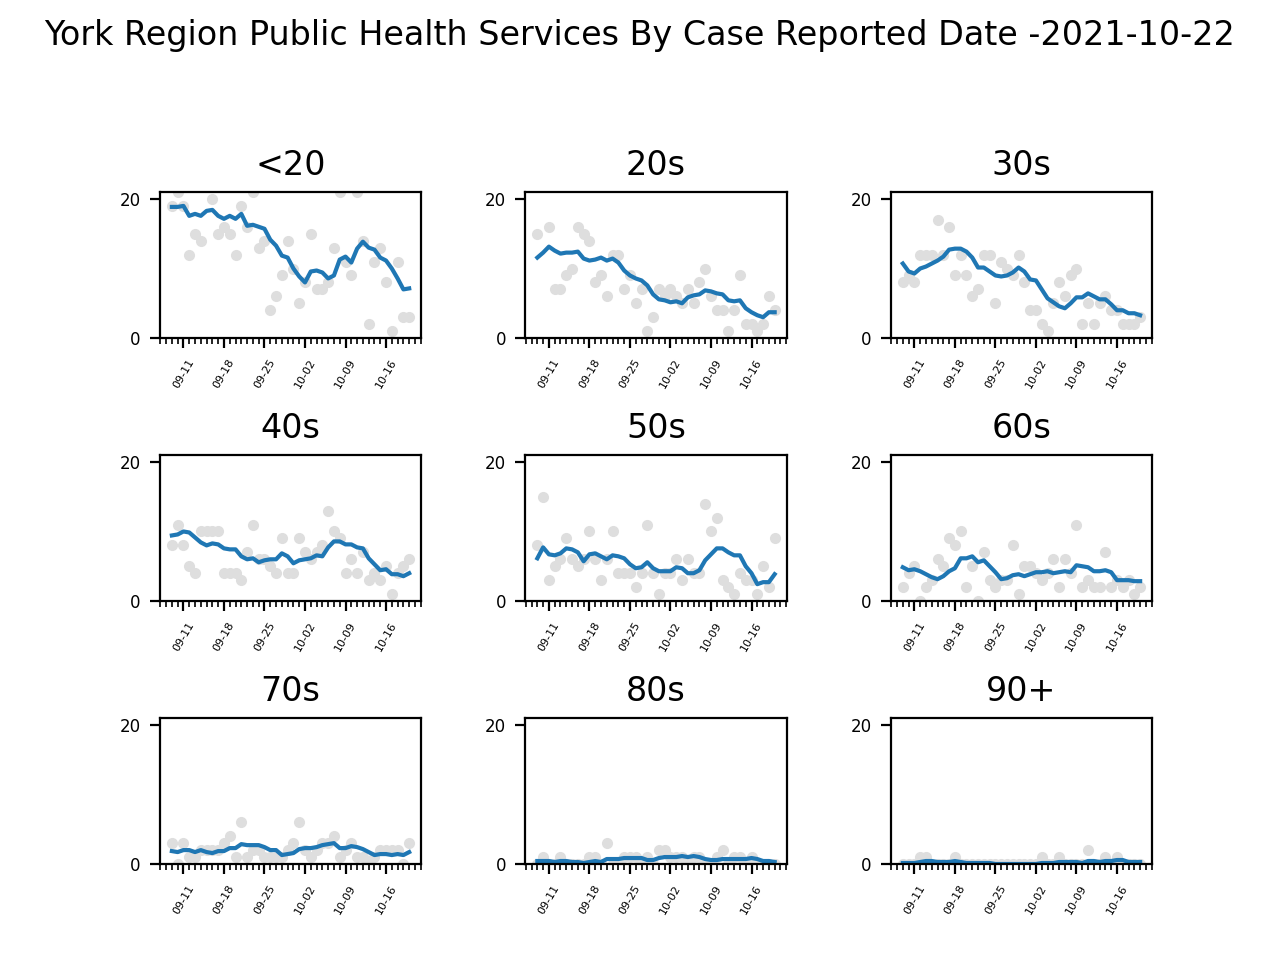 York Region Public Health Services By Case Reported Date -2021-10-22
<20 20s 30s
20 20 20
0 0 0
09-11 09-18 09-25 10-02 10-09 10-16 09-11 09-18 09-25 10-02 10-09 10-16 09-11 09-18 09-25 10-02 10-09 10-16
40s 50s 60s
20 20 20
0 0 0
09-11 09-18 09-25 10-02 10-09 10-16 09-11 09-18 09-25 10-02 10-09 10-16 09-11 09-18 09-25 10-02 10-09 10-16
70s 80s 90+
20 20 20
0 0 0
09-11 09-18 09-25 10-02 10-09 10-16 09-11 09-18 09-25 10-02 10-09 10-16 09-11 09-18 09-25 10-02 10-09 10-16